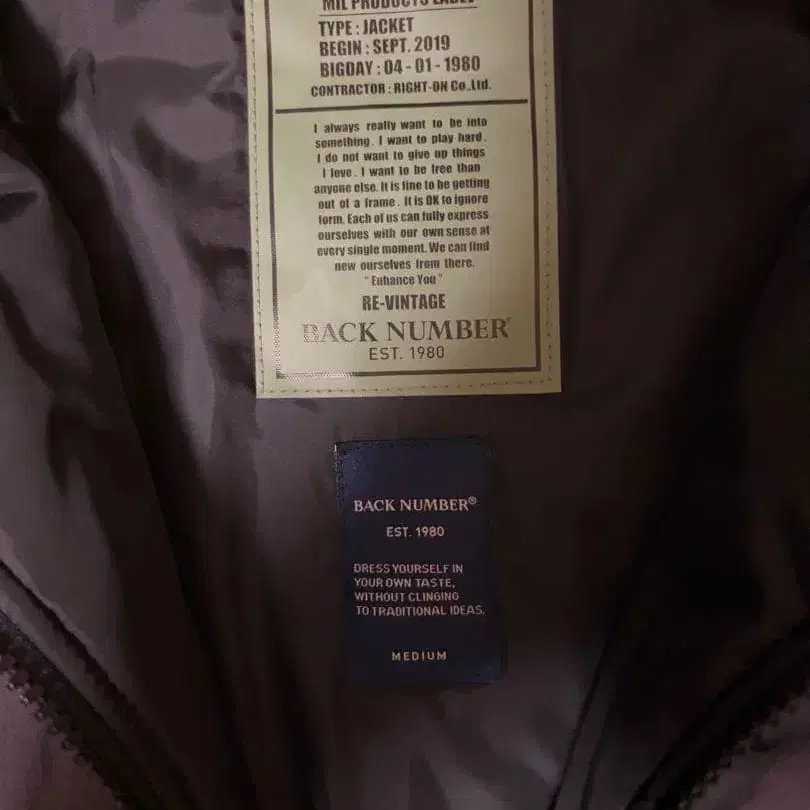 MIL PRODUCTS LABEL
TYPE : JACKET
BEGIN : SEPT. 2019
BIGDAY : 04 - 01 - 1980
CONTRACTOR : RIGHT-ON Co.,Ltd.
I always really want to be into
something. I want to play hard.
I do not want to give up things
I love. I want to be free than
anyone else. It is fine to be getting
out of a frame. It is OK to ignore
form. Each of us can fully express
ourselves with our own sense at
every single moment. We can find
new ourselves from there.
"Enhance You"
RE-VINTAGE
BACK NUMBER®
EST. 1980
BACK NUMBER®
EST. 1980
DRESS YOURSELF IN
YOUR OWN TASTE,
WITHOUT CLINGING
TO TRADITIONAL IDEAS.
MEDIUM